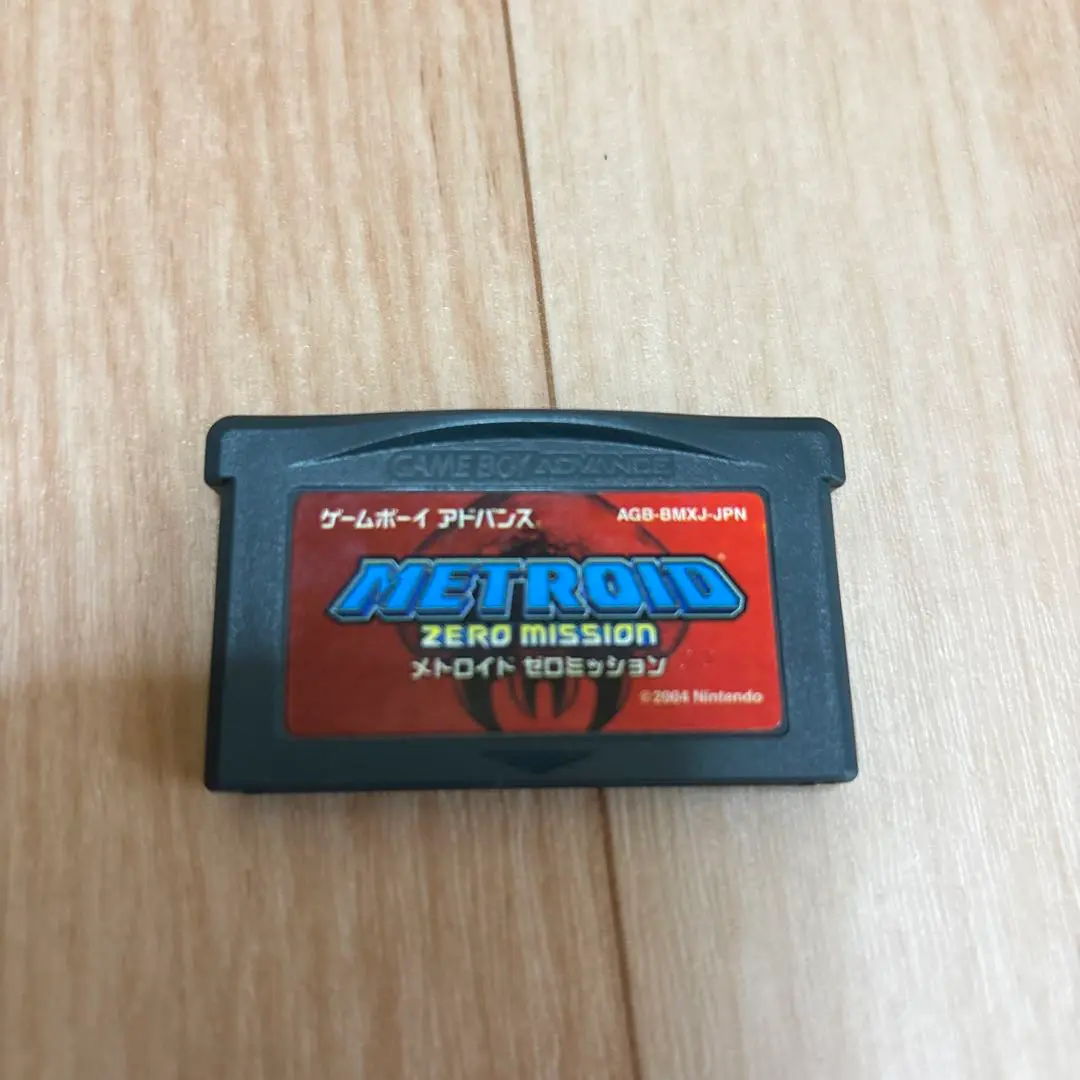 GAME BOY ADVANCE
ゲームボーイ アドバンス
AGB-BMXJ-JPN
METROID
ZERO MISSION
メトロイド ゼロミッション
©2004 Nintendo